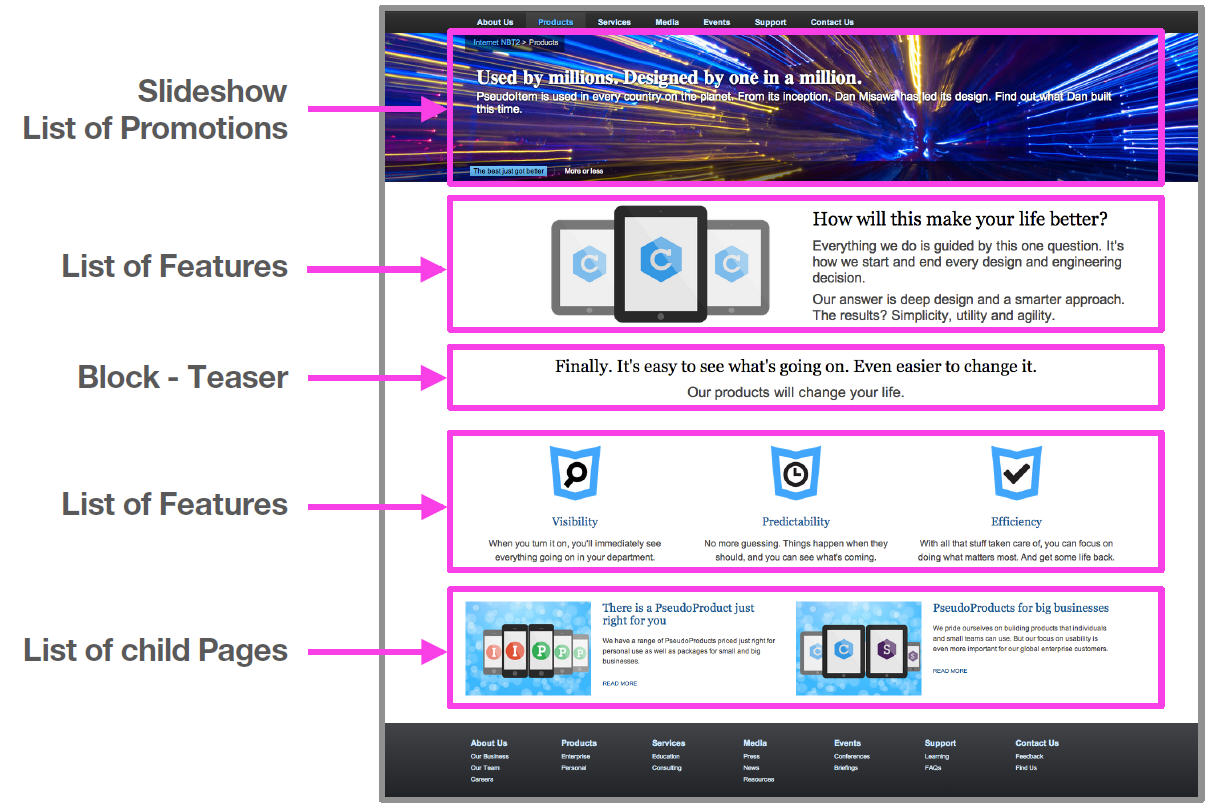 About Us Products Services Media Events Support Contact Us
Internet NBT2 > Products
Slideshow
List of Promotions
Used by millions. Designed by one in a million.
PseudoItem is used in every country on the planet. From its inception, Dan Misawa has led its design. Find out what Dan built
this time.
The best just got better More or less
List of Features
How will this make your life better?
Everything we do is guided by this one question. It's
how we start and end every design and engineering
decision.
Our answer is deep design and a smarter approach.
The results? Simplicity, utility and agility.
C C C
Block - Teaser
Finally. It's easy to see what's going on. Even easier to change it.
Our products will change your life.
List of Features
Visibility
When you turn it on, you'll immediately see
everything going on in your department.
Predictability
No more guessing. Things happen when they
should, and you can see what's coming.
Efficiency
With all that stuff taken care of, you can focus on
doing what matters most. And get some life back.
List of child Pages
I I P P P
There is a PseudoProduct just
right for you
We have a range of PseudoProducts priced just right for
personal use as well as packages for small and big
businesses.
READ MORE
C C S S
PseudoProducts for big businesses
We pride ourselves on building products that individuals
and small teams can use. But our focus on usability is
even more important for our global enterprise customers.
READ MORE
About Us
Our Business
Our Team
Careers
Products
Enterprise
Personal
Services
Education
Consulting
Media
Press
News
Resources
Events
Conferences
Briefings
Support
Learning
FAQs
Contact Us
Feedback
Find Us